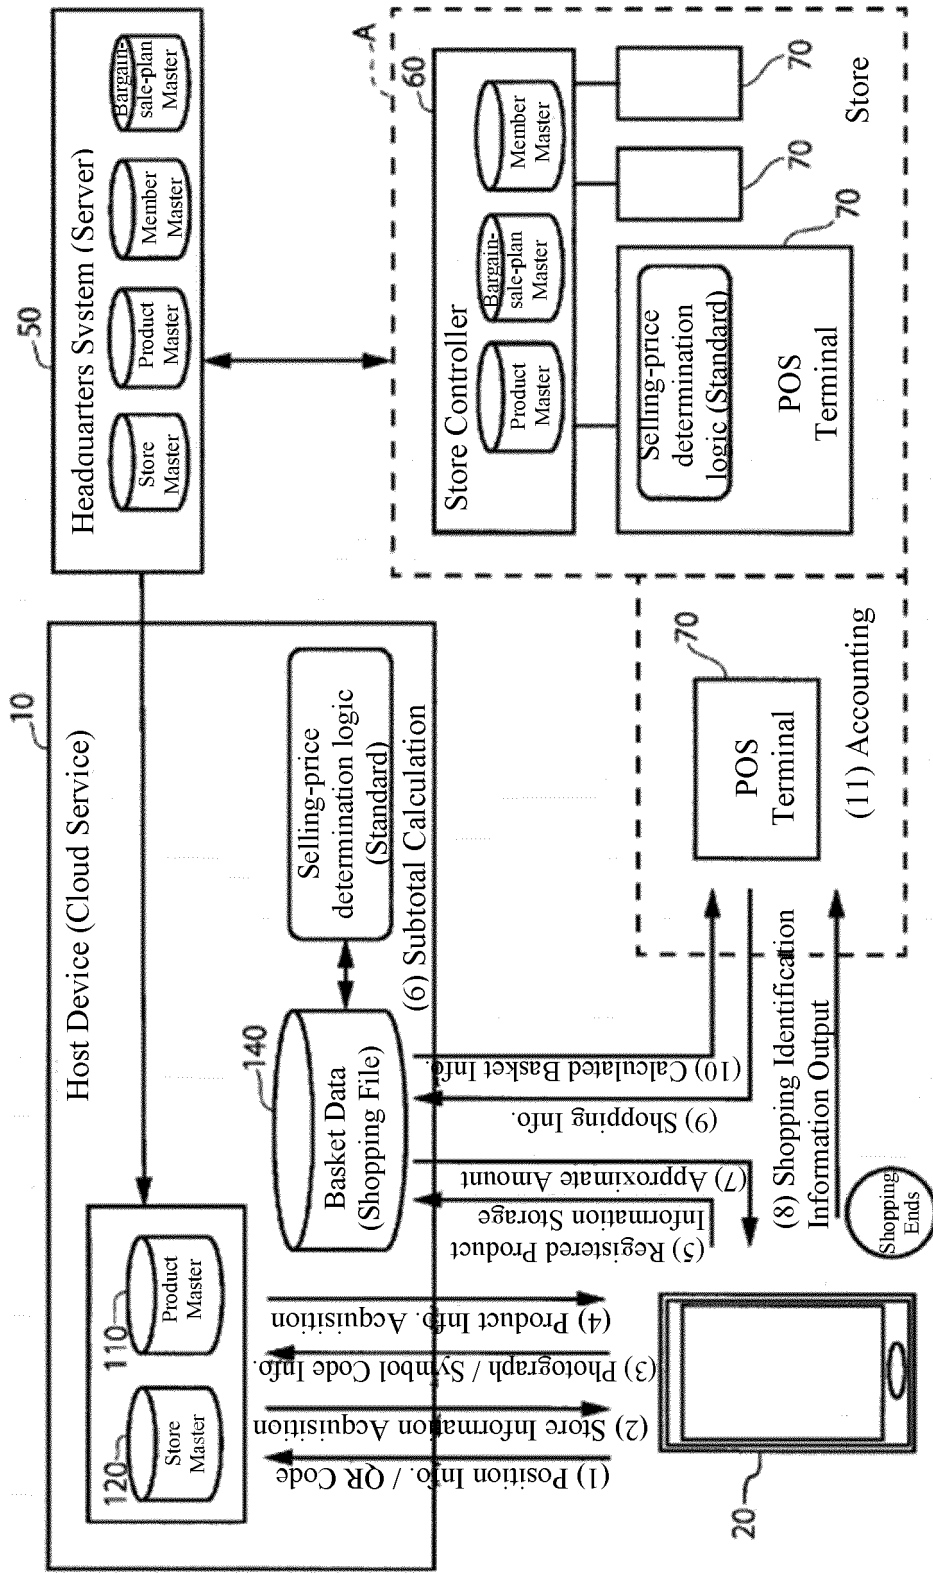 10
Host Device (Cloud Service)
120
Store
Master
110
Product
Master
140
Basket Data
(Shopping File)
Selling-price
determination logic
(Standard)
(6) Subtotal Calculation
50
Headquarters System (Server)
Store
Master
Product
Master
Member
Master
Bargain-
sale-plan
Master
(1) Position Info. / QR Code
(2) Store Information Acquisition
(3) Photograph / Symbol Code Info.
(4) Product Info. Acquisition
(5) Registered Product
Information Storage
(7) Approximate Amount
(9) Shopping Info.
(10) Calculated Basket Info.
20
Shopping
Ends
(8) Shopping Identification
Information Output
70
POS
Terminal
(11) Accounting
A
60
Store Controller
Product
Master
Bargain-
sale-plan
Master
Member
Master
Selling-price
determination
logic (Standard)
POS
Terminal
70
70
70
Store